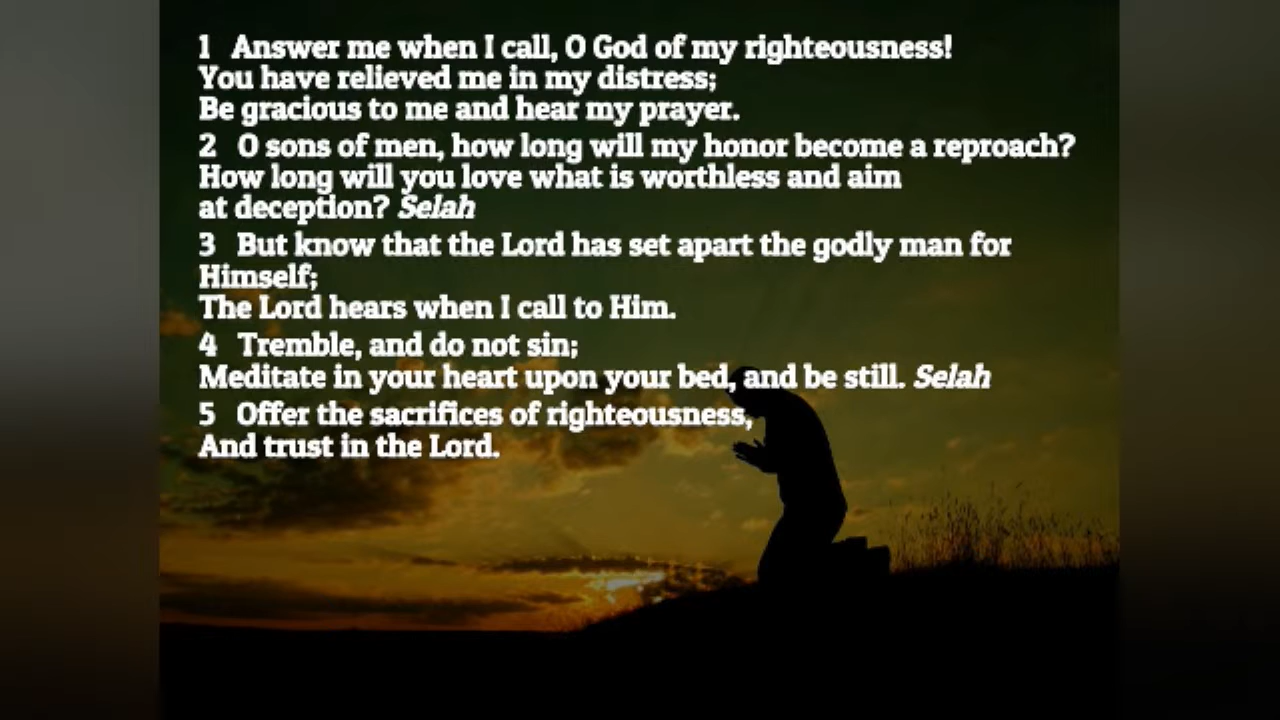 1 Answer me when I call, O God of my righteousness!
You have relieved me in my distress;
Be gracious to me and hear my prayer.
2 O sons of men, how long will my honor become a reproach?
How long will you love what is worthless and aim
at deception? Selah
3 But know that the Lord has set apart the godly man for
Himself;
The Lord hears when I call to Him.
4 Tremble, and do not sin;
Meditate in your heart upon your bed, and be still. Selah
5 Offer the sacrifices of righteousness,
And trust in the Lord.